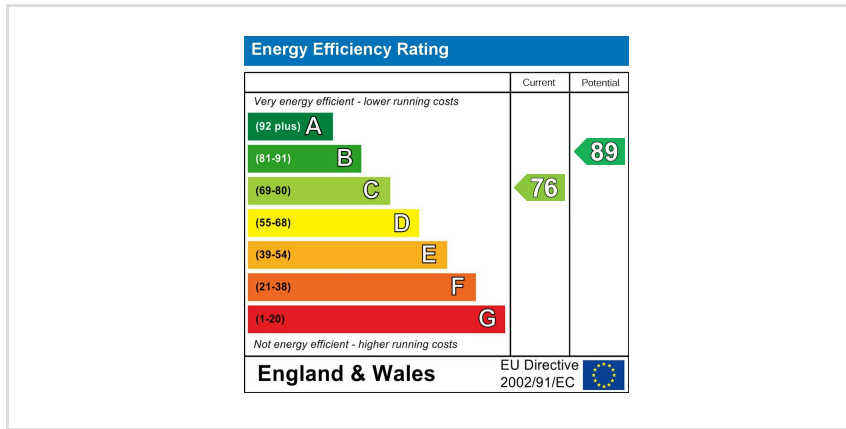 Energy Efficiency Rating
Current Potential
Very energy efficient - lower running costs
(92 plus) A
(81-91) B
89
(69-80) C
76
(55-68) D
(39-54) E
(21-38) F
(1-20) G
Not energy efficient - higher running costs
England & Wales
EU Directive
2002/91/EC